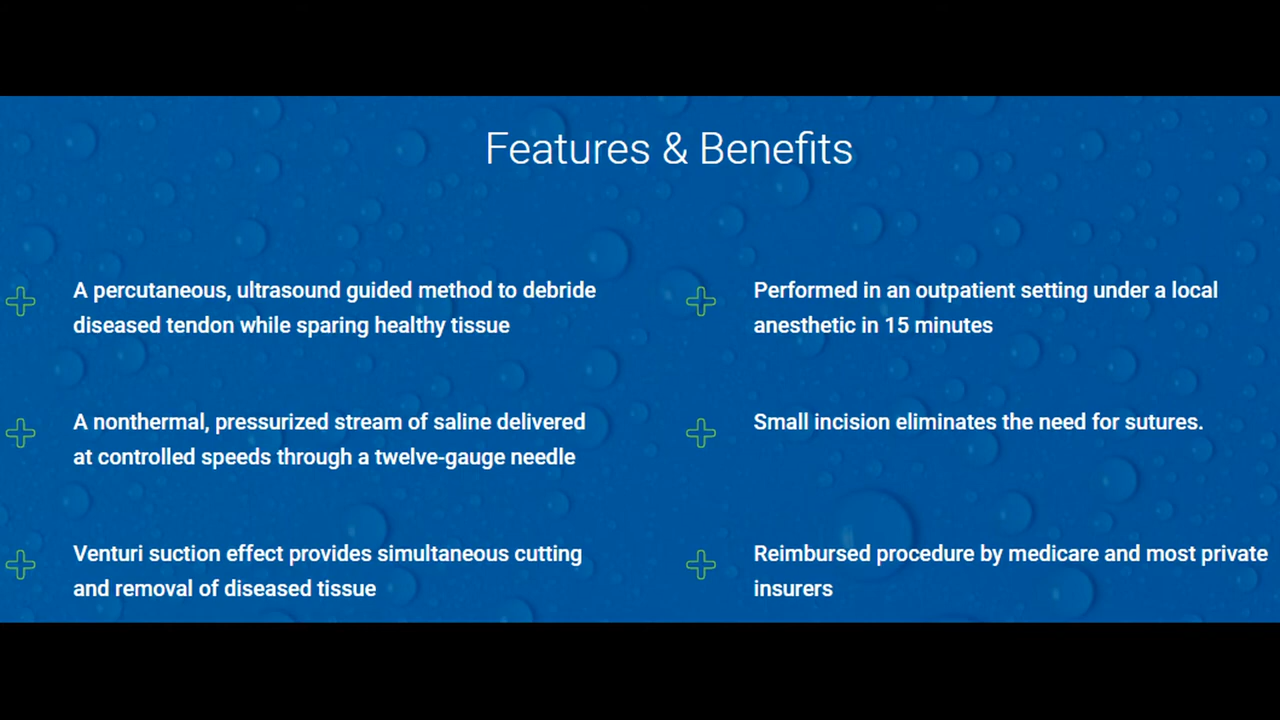 Features & Benefits
A percutaneous, ultrasound guided method to debride
diseased tendon while sparing healthy tissue
A nonthermal, pressurized stream of saline delivered
at controlled speeds through a twelve-gauge needle
Venturi suction effect provides simultaneous cutting
and removal of diseased tissue
Performed in an outpatient setting under a local
anesthetic in 15 minutes
Small incision eliminates the need for sutures.
Reimbursed procedure by medicare and most private
insurers